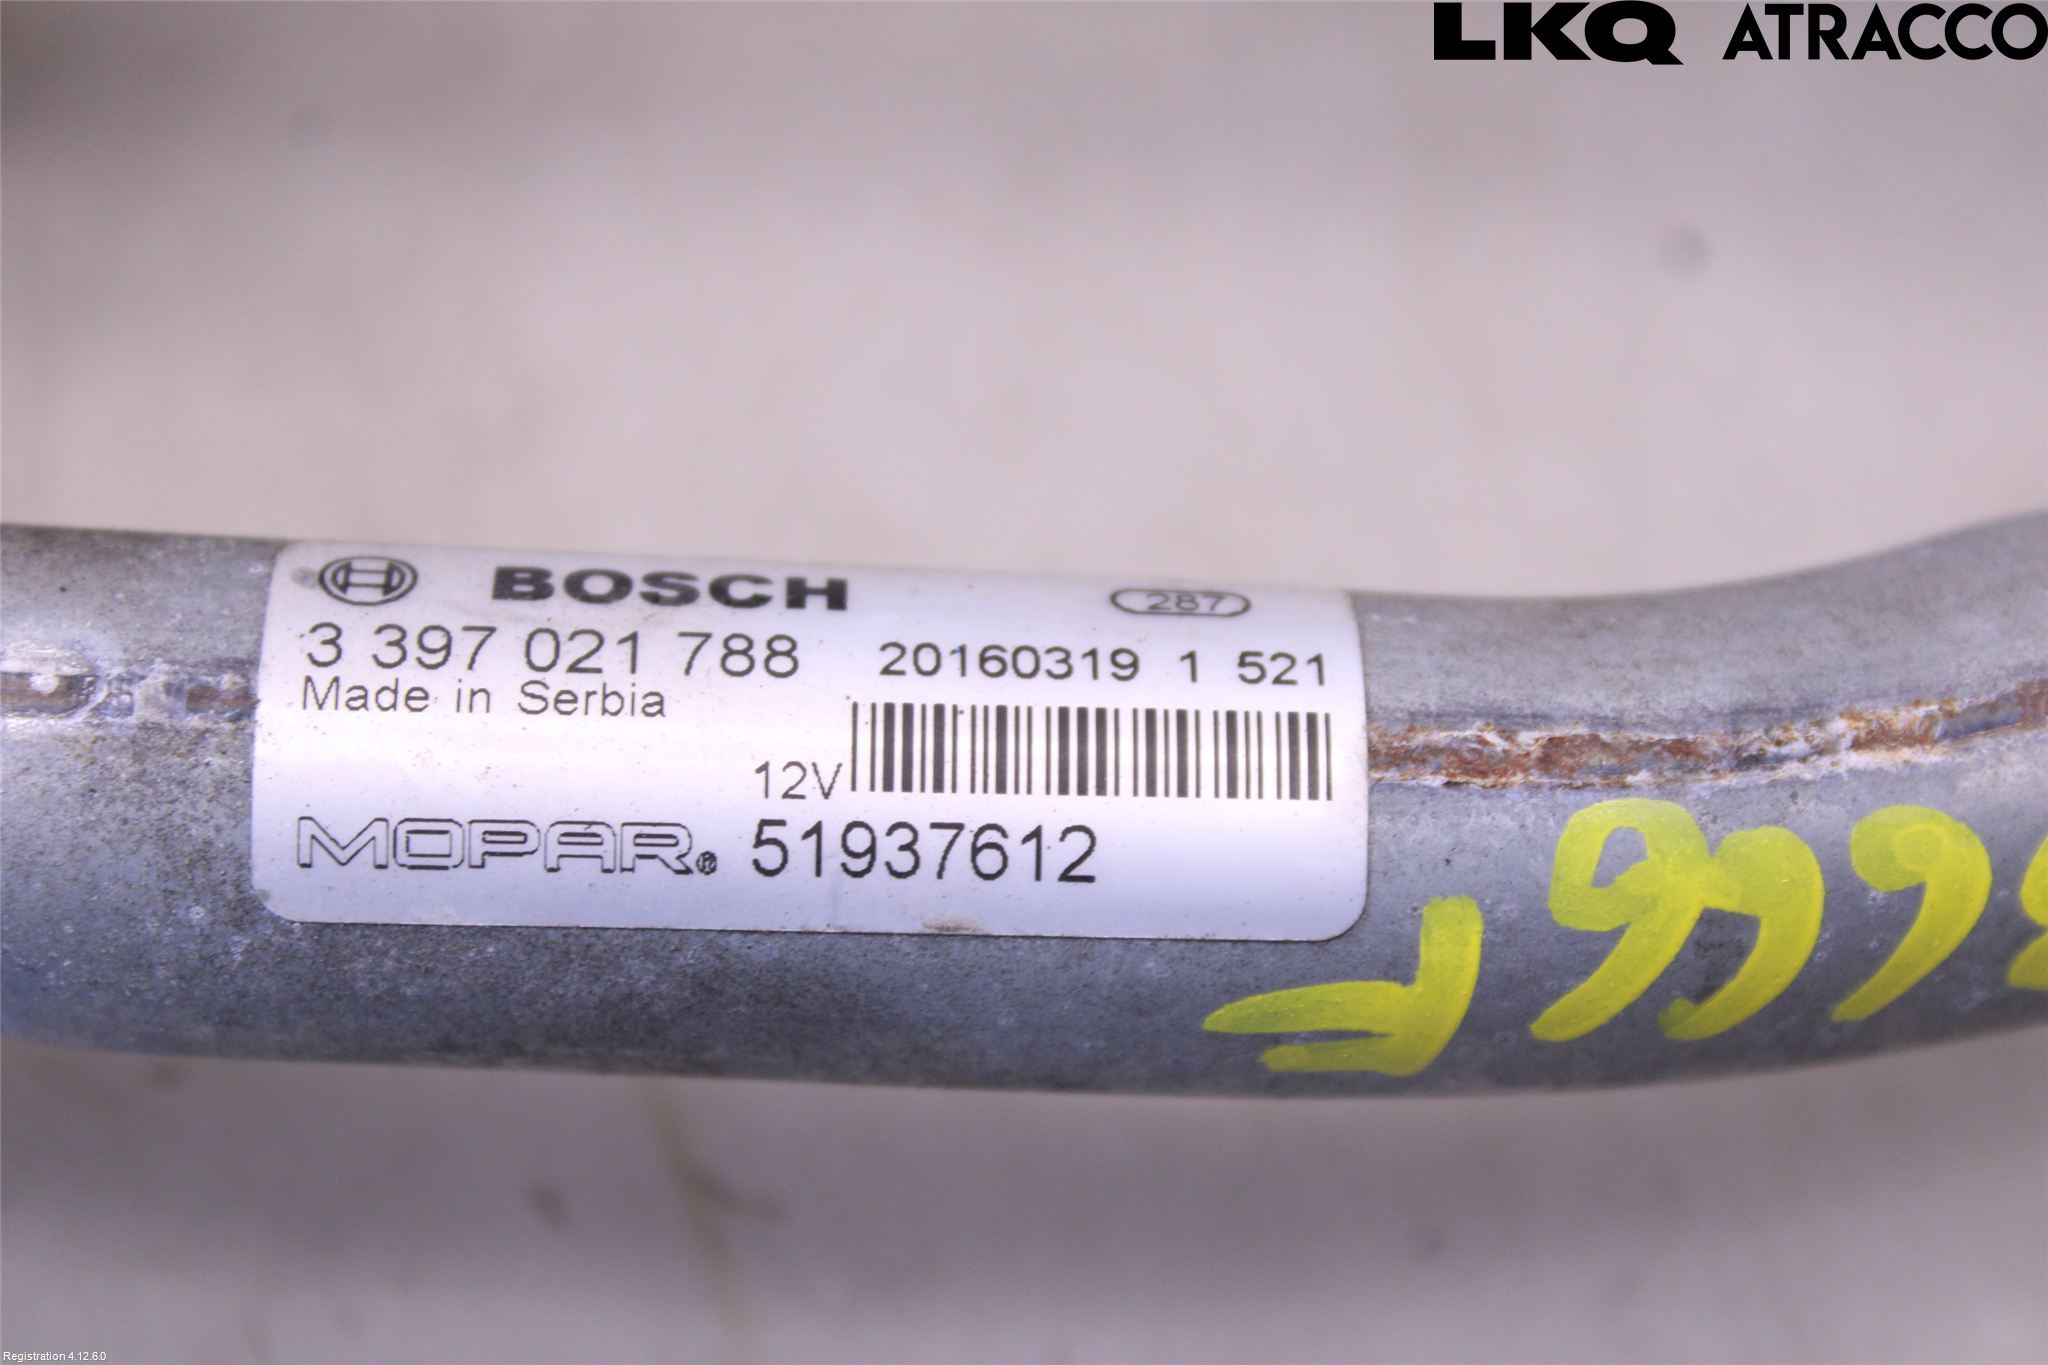 LKQ ATRACCO
BOSCH 287
3 397 021 788 20160319 1 521
Made in Serbia
12V
MOPAR® 51937612
Registration 4.12.6.0